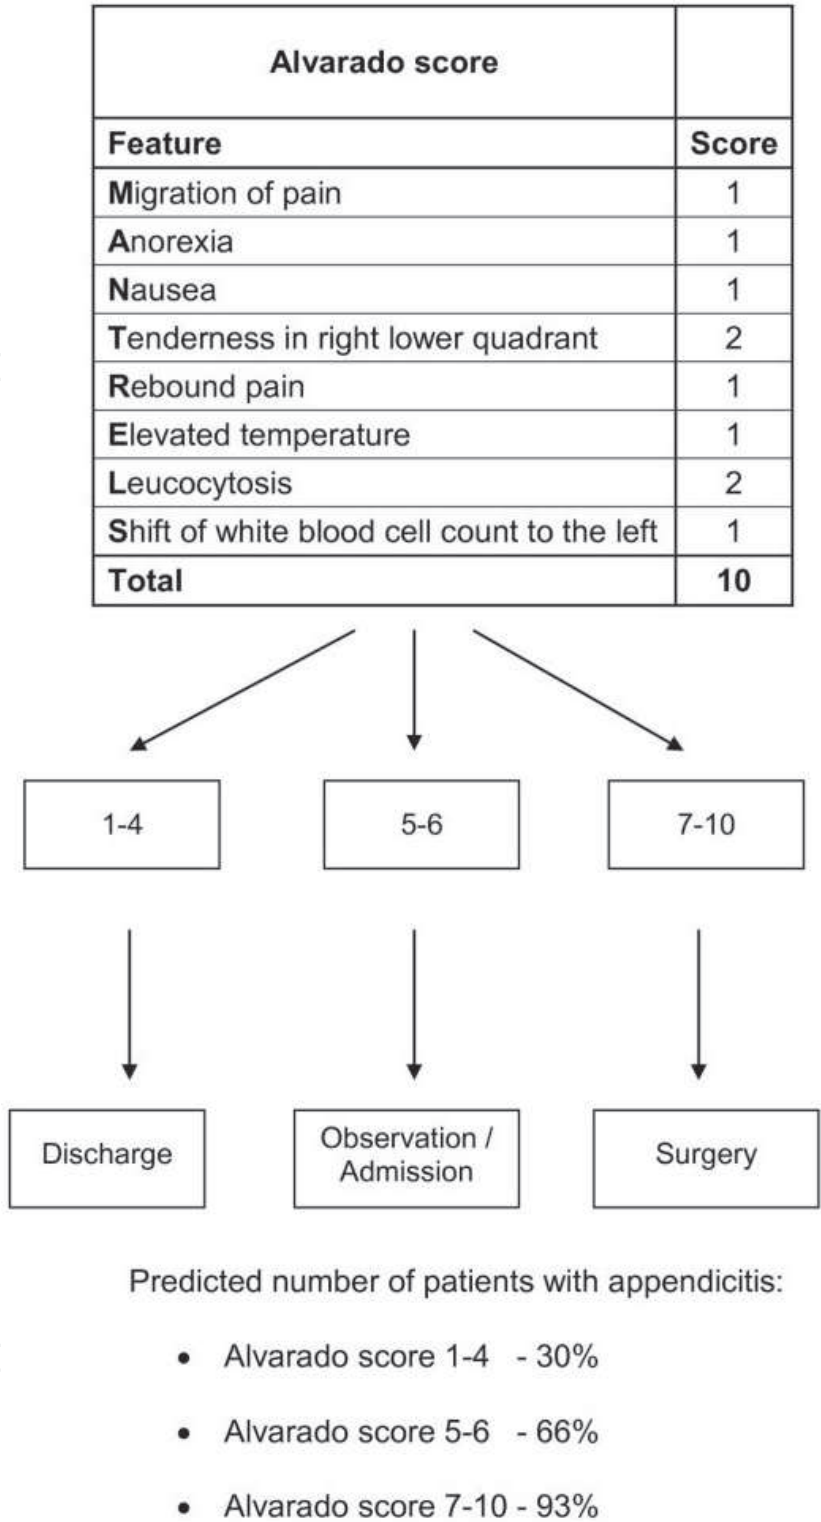 Alvarado score
Feature Score
Migration of pain 1
Anorexia 1
Nausea 1
Tenderness in right lower quadrant 2
Rebound pain 1
Elevated temperature 1
Leucocytosis 2
Shift of white blood cell count to the left 1
Total 10
1-4 5-6 7-10
Discharge
Observation /
Admission
Surgery
Predicted number of patients with appendicitis:
• Alvarado score 1-4 - 30%
• Alvarado score 5-6 - 66%
• Alvarado score 7-10 - 93%